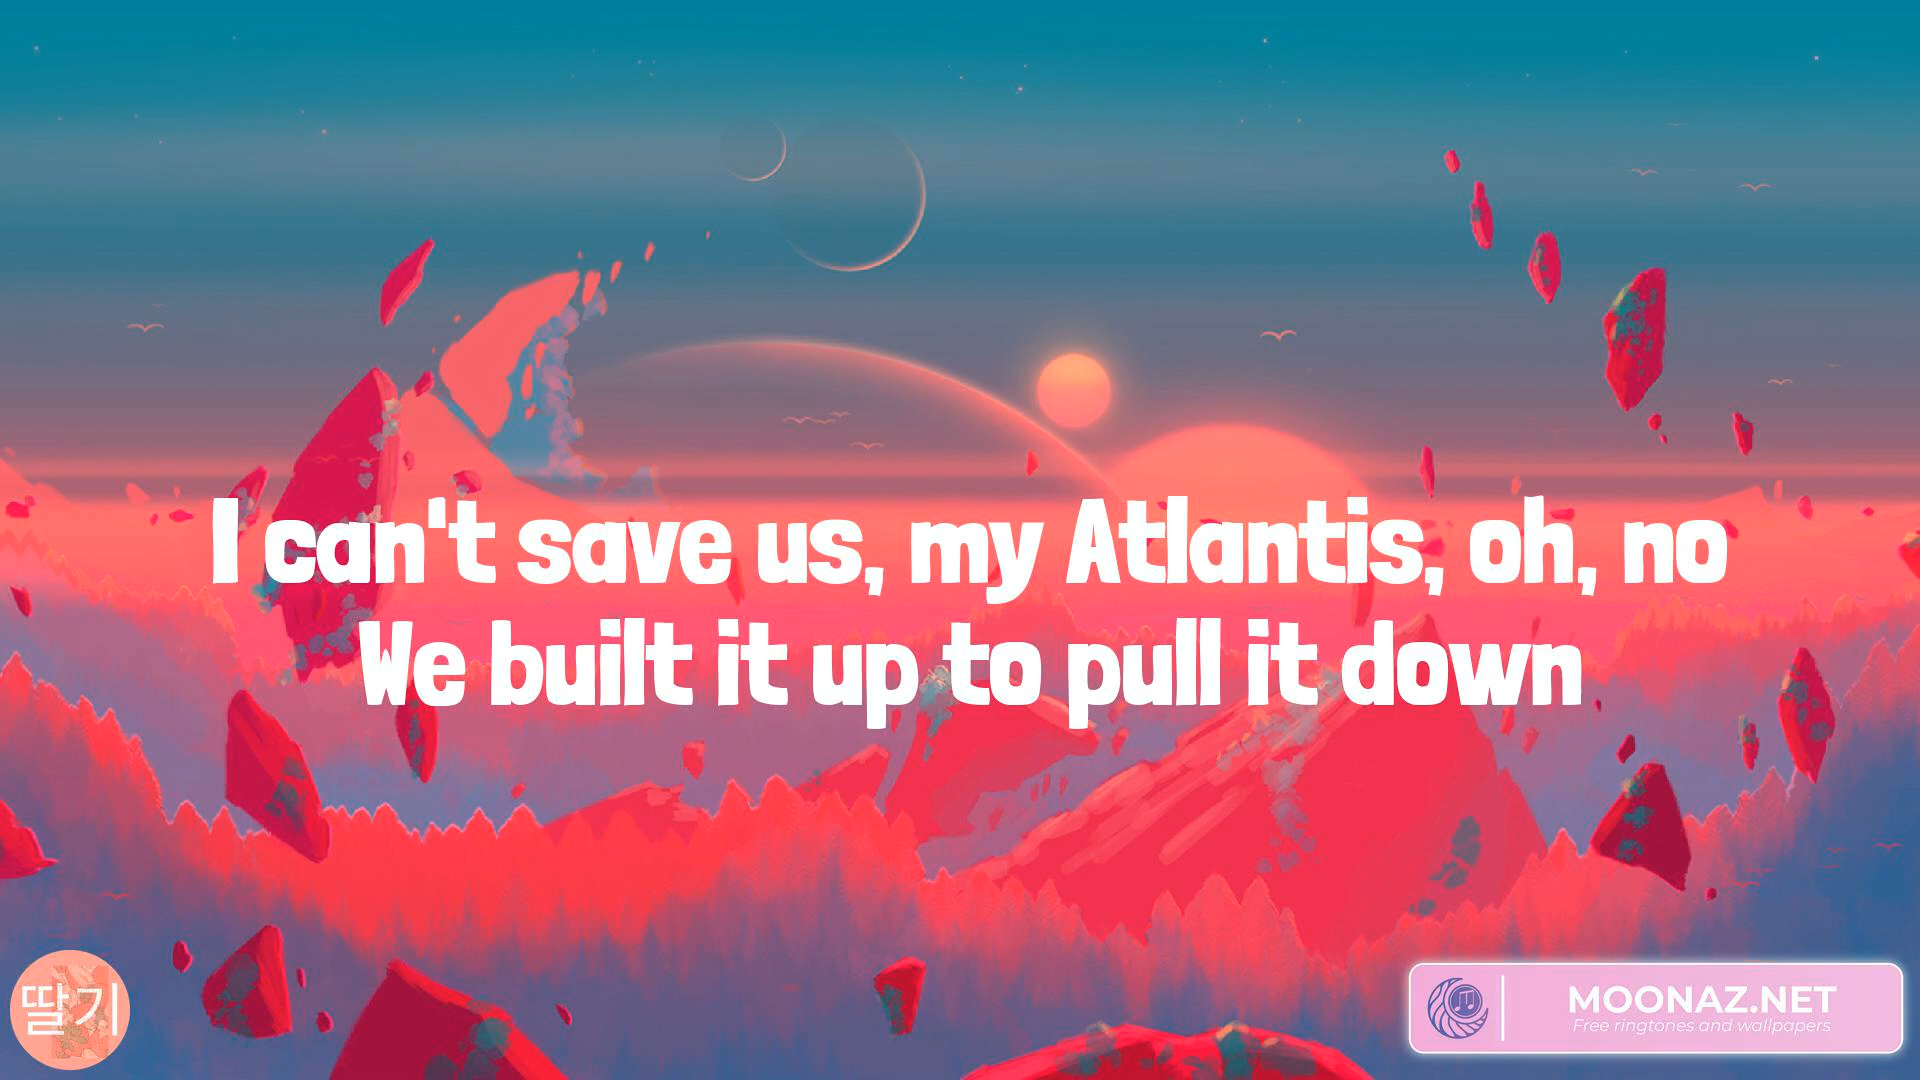 I can't save us, my Atlantis, oh, no
We built it up to pull it down
딸기
MOONAZ.NET
Free ringtones and wallpapers